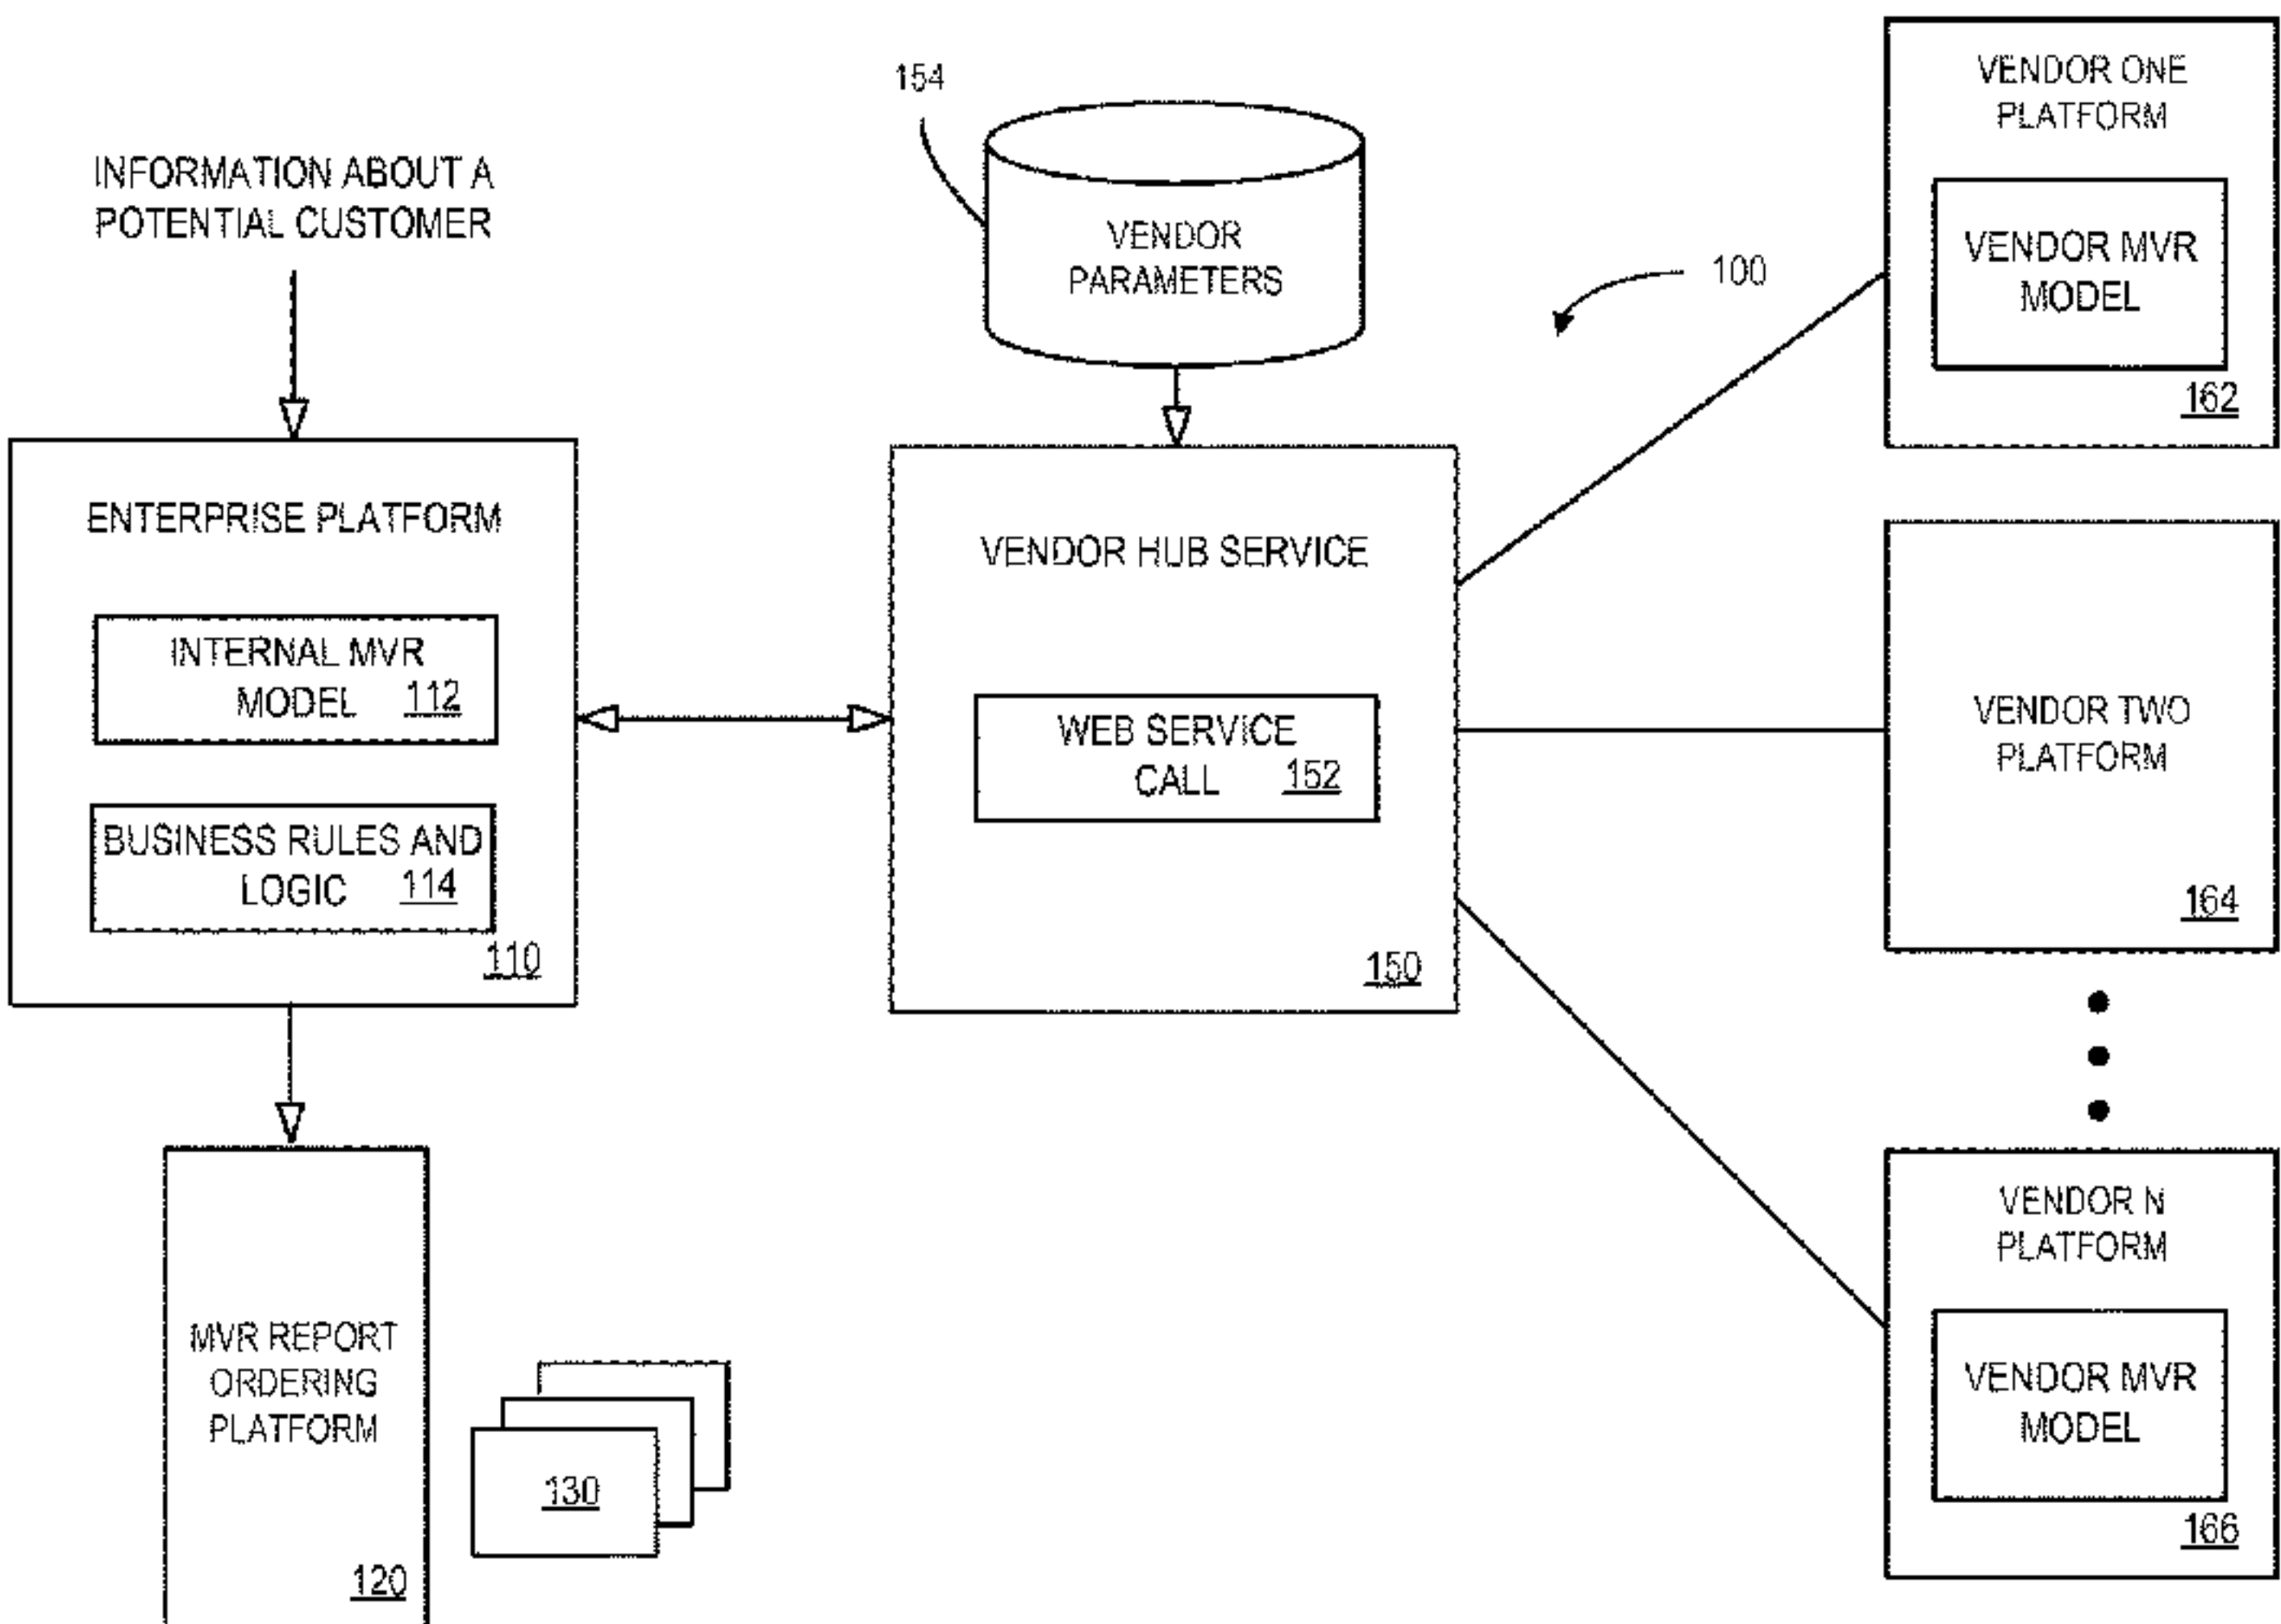 154
INFORMATION ABOUT A
POTENTIAL CUSTOMER
VENDOR
PARAMETERS
100
VENDOR ONE
PLATFORM
VENDOR MVR
MODEL
162
ENTERPRISE PLATFORM
INTERNAL MVR
MODEL 112
BUSINESS RULES AND
LOGIC 114
110
VENDOR HUB SERVICE
WEB SERVICE
CALL 152
150
VENDOR TWO
PLATFORM
164
MVR REPORT
ORDERING
PLATFORM
120
130
VENDOR N
PLATFORM
VENDOR MVR
MODEL
166